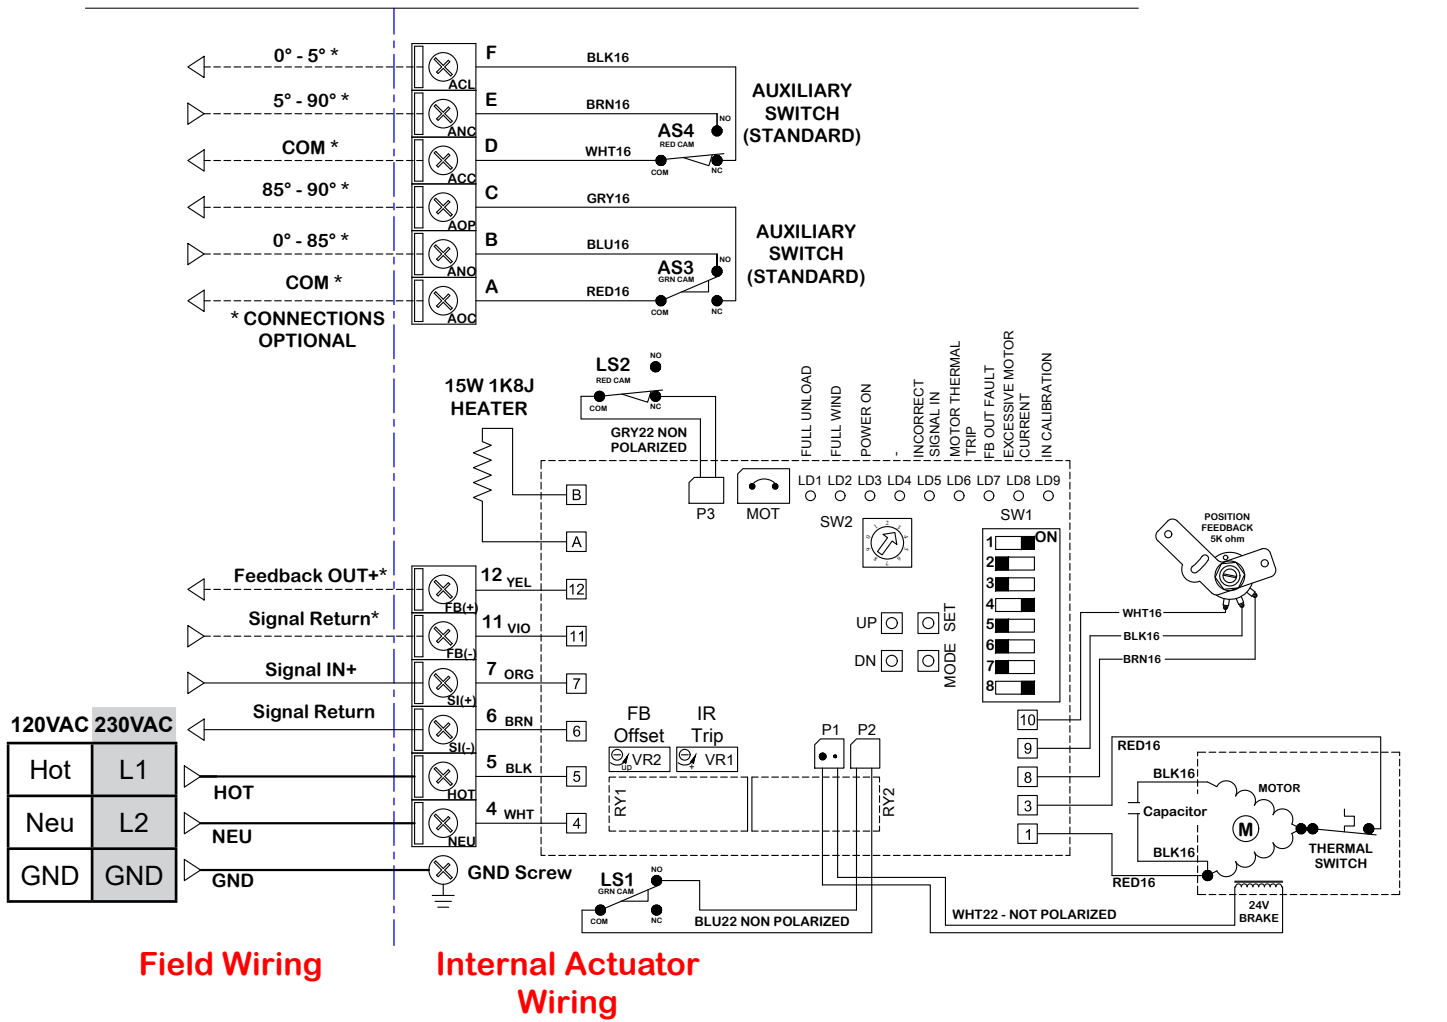 0° - 5° *
F
BLK16
ACL
5° - 90° *
E
BRN16
ANC
COM *
D
WHT16
ACC
AS4
RED CAM
NO
COM
NC
AUXILIARY
SWITCH
(STANDARD)
85° - 90° *
C
GRY16
AOP
0° - 85° *
B
BLU16
ANO
COM *
A
RED16
AOC
AS3
GRN CAM
NO
COM
NC
AUXILIARY
SWITCH
(STANDARD)
* CONNECTIONS
OPTIONAL
15W 1K8J
HEATER
LS2
RED CAM
NO
COM
NC
GRY22 NON
POLARIZED
FULL UNLOAD
FULL WIND
POWER ON
-
INCORRECT
SIGNAL IN
MOTOR THERMAL
TRIP
FB OUT FAULT
EXCESSIVE MOTOR
CURRENT
IN CALIBRATION
LD1 LD2 LD3 LD4 LD5 LD6 LD7 LD8 LD9
B
A
P3
MOT
SW2
SW1
ON
1
2
3
4
5
6
7
8
POSITION
FEEDBACK
5K ohm
WHT16
BLK16
BRN16
UP
SET
DN
MODE
Feedback OUT+*
12 YEL
12
FB(+)
Signal Return*
11 VIO
11
FB(-)
Signal IN+
7 ORG
7
SI(+)
Signal Return
6 BRN
6
SI(-)
5 BLK
5
HOT
HOT
4 WHT
4
NEU
NEU
GND
GND Screw
120VAC 230VAC
Hot L1
Neu L2
GND GND
FB
Offset
up VR2
IR
Trip
+ VR1
RY1
RY2
P1 P2
10
9
8
3
1
RED16
BLK16
Capacitor
BLK16
RED16
MOTOR
M
THERMAL
SWITCH
24V
BRAKE
LS1
GRN CAM
NO
COM
NC
BLU22 NON POLARIZED
WHT22 - NOT POLARIZED
Field Wiring
Internal Actuator
Wiring